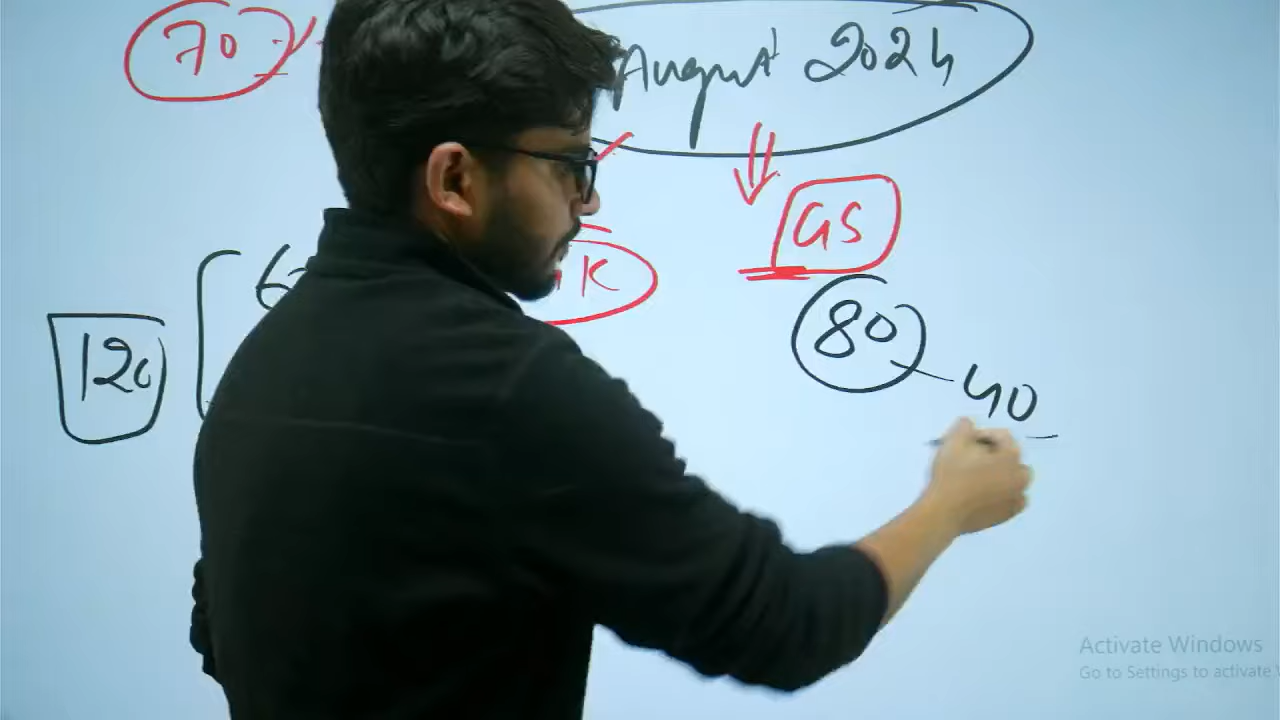 70 %
August 2024
GS
K
120
80
40
Activate Windows
Go to Settings to activate